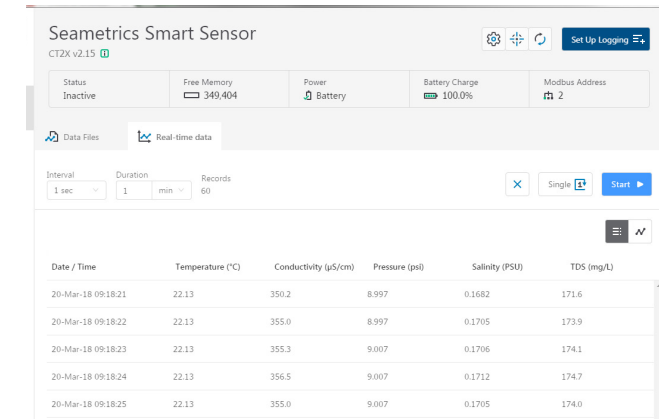 Seametrics Smart Sensor
CT2X v2.15
Set Up Logging
Status Free Memory Power Battery Charge Modbus Address
Inactive 349,404 Battery 100.0% 2
Data Files Real-time data
Interval Duration Records
1 sec 1 min 60
Single 1 Start
Date / Time Temperature (°C) Conductivity (µS/cm) Pressure (psi) Salinity (PSU) TDS (mg/L)
20-Mar-18 09:18:21 22.13 350.2 8.997 0.1682 171.6
20-Mar-18 09:18:22 22.13 355.0 8.997 0.1705 173.9
20-Mar-18 09:18:23 22.13 355.3 9.007 0.1706 174.1
20-Mar-18 09:18:24 22.13 356.5 9.007 0.1712 174.7
20-Mar-18 09:18:25 22.13 355.0 9.007 0.1705 174.0